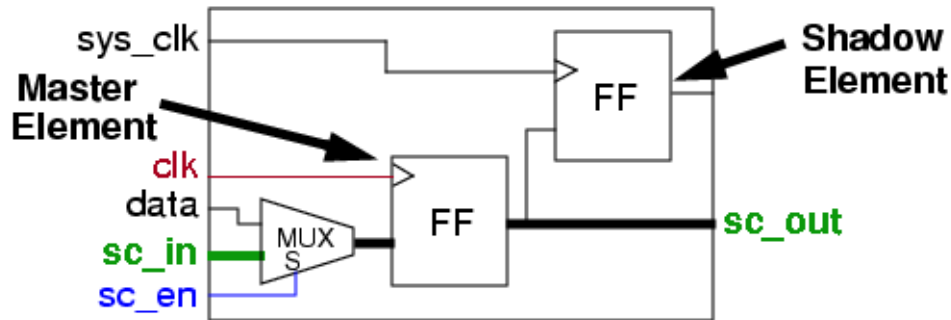 sys_clk
Shadow
Element
FF
Master
Element
clk
data
FF
MUX
sc_out
sc_in
S
sc_en